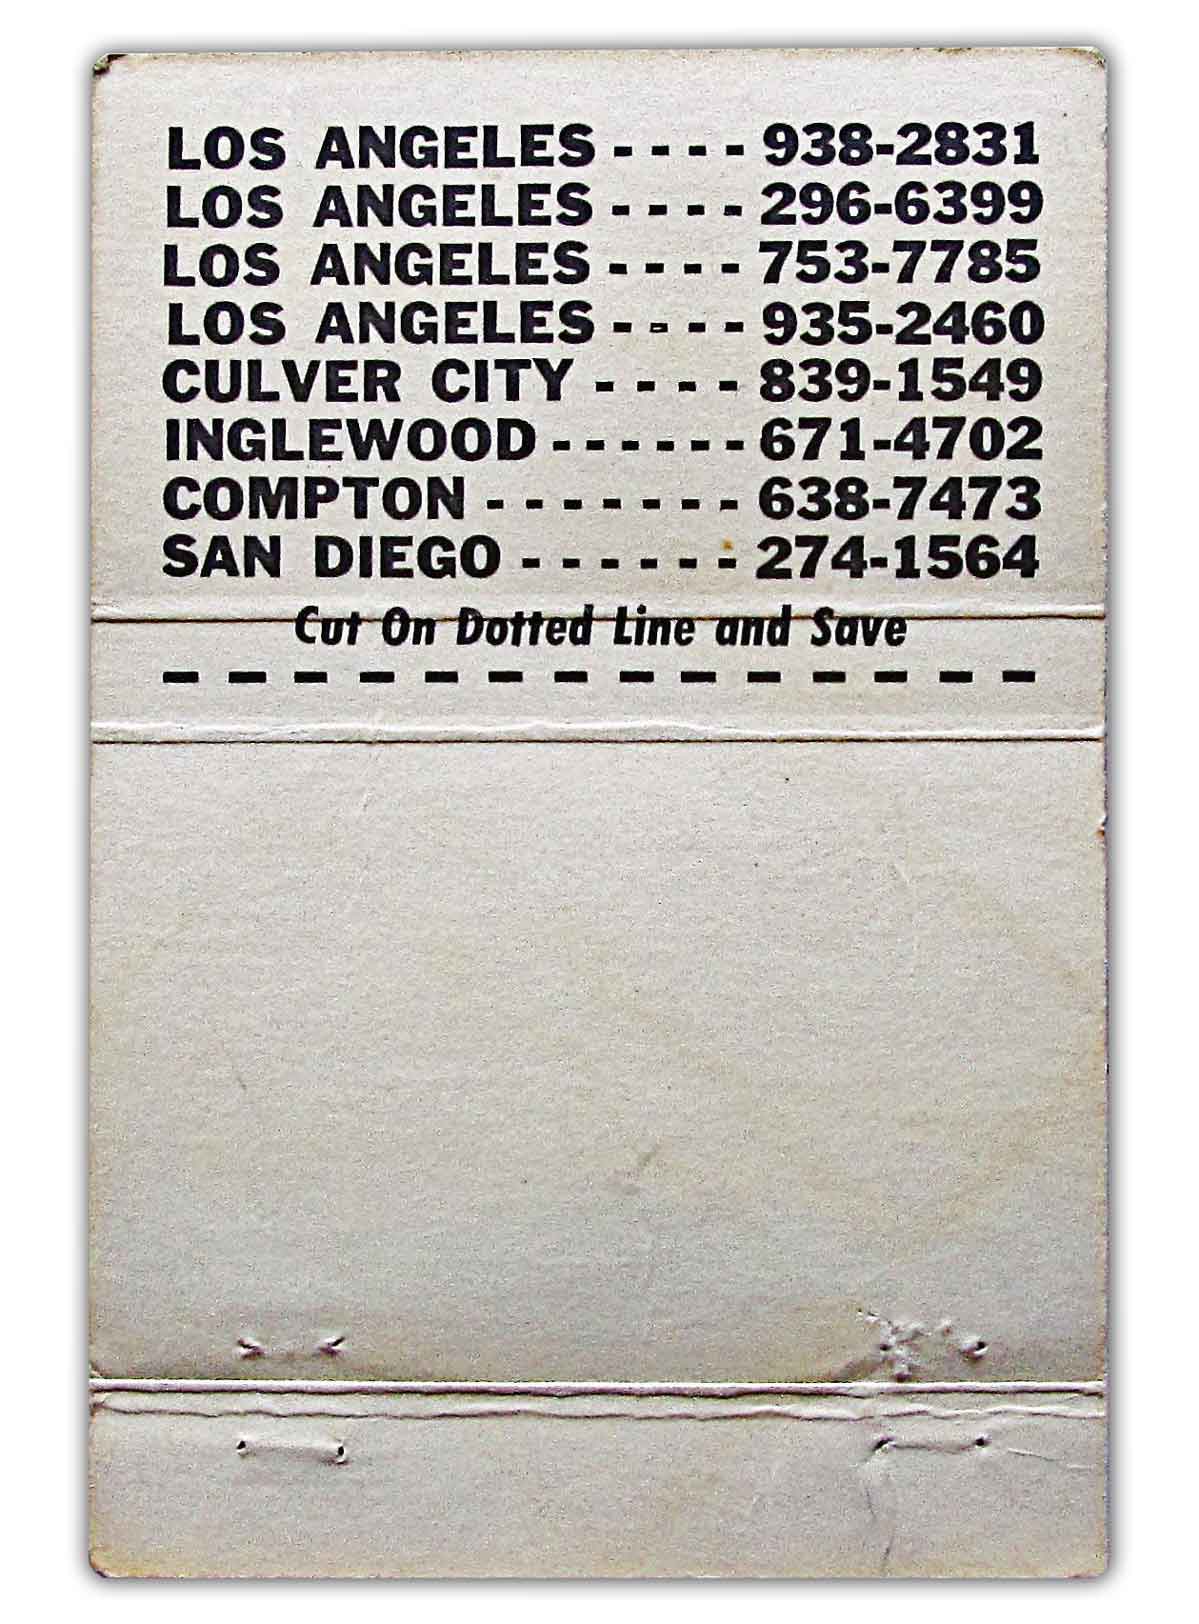 LOS ANGELES - - - - 938-2831
LOS ANGELES - - - - 296-6399
LOS ANGELES - - - - 753-7785
LOS ANGELES - - - - 935-2460
CULVER CITY - - - - 839-1549
INGLEWOOD - - - - - - 671-4702
COMPTON - - - - - - - 638-7473
SAN DIEGO - - - - - - 274-1564
Cut On Dotted Line and Save